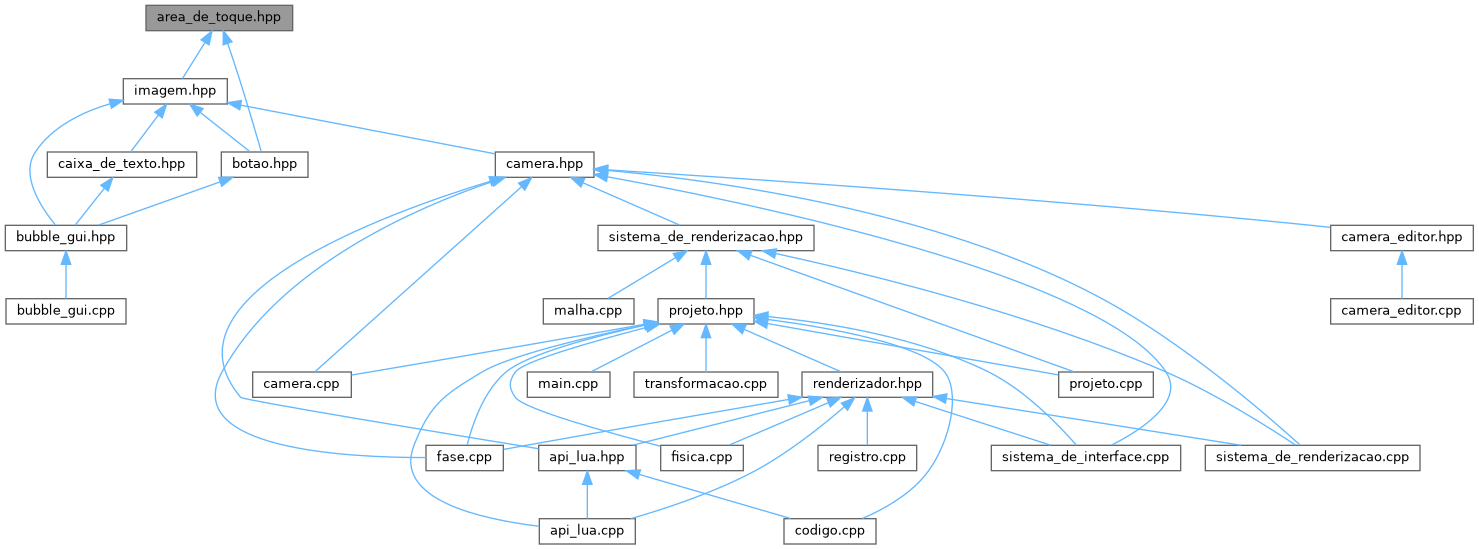 area_de_toque.hpp
imagem.hpp
caixa_de_texto.hpp
botao.hpp
camera.hpp
bubble_gui.hpp
sistema_de_renderizacao.hpp
camera_editor.hpp
bubble_gui.cpp
malha.cpp
projeto.hpp
camera_editor.cpp
camera.cpp
main.cpp
transformacao.cpp
renderizador.hpp
projeto.cpp
fase.cpp
api_lua.hpp
fisica.cpp
registro.cpp
sistema_de_interface.cpp
sistema_de_renderizacao.cpp
api_lua.cpp
codigo.cpp